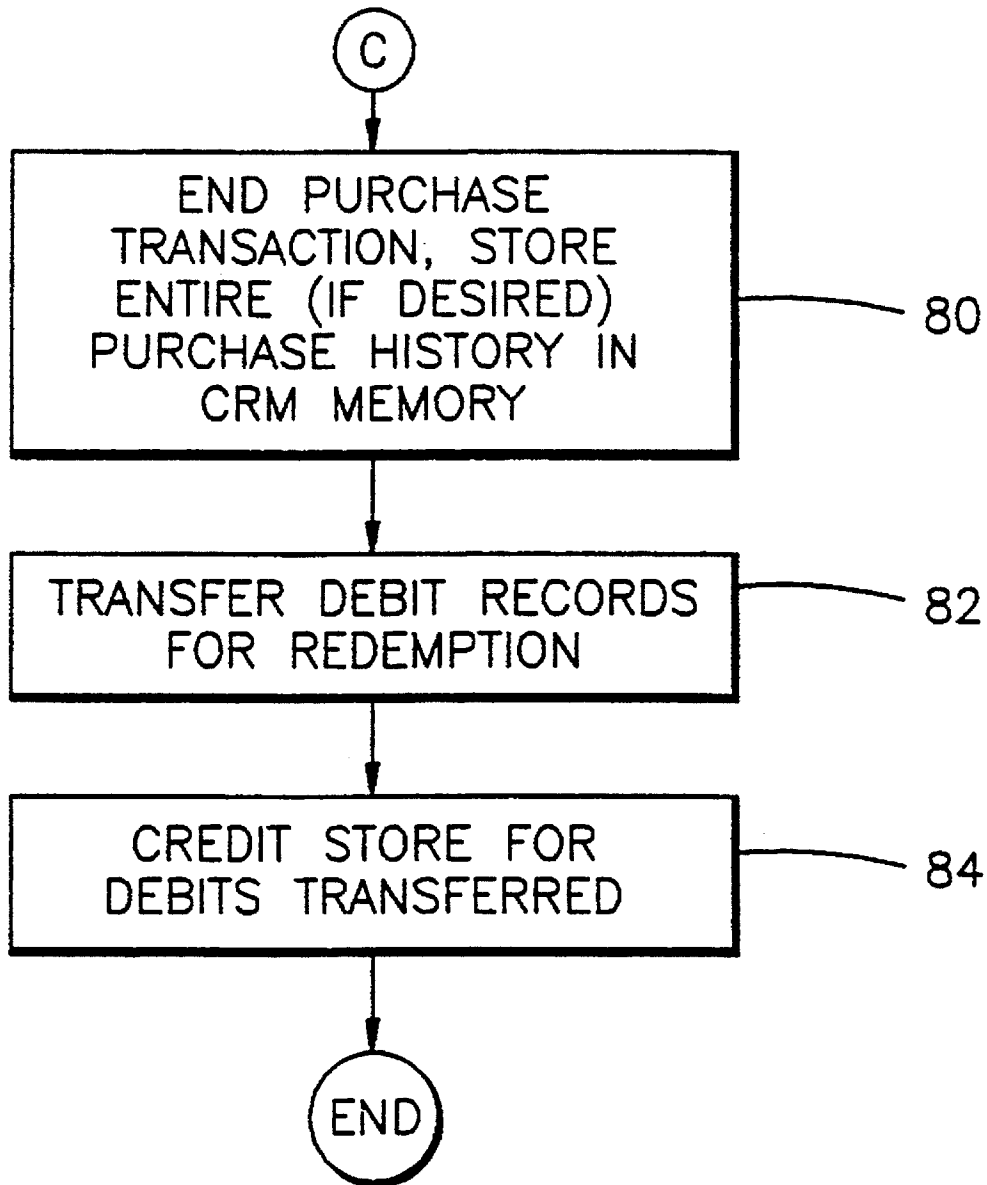 C
END PURCHASE
TRANSACTION, STORE
ENTIRE (IF DESIRED)
PURCHASE HISTORY IN
CRM MEMORY
80
TRANSFER DEBIT RECORDS
FOR REDEMPTION
82
CREDIT STORE FOR
DEBITS TRANSFERRED
84
END